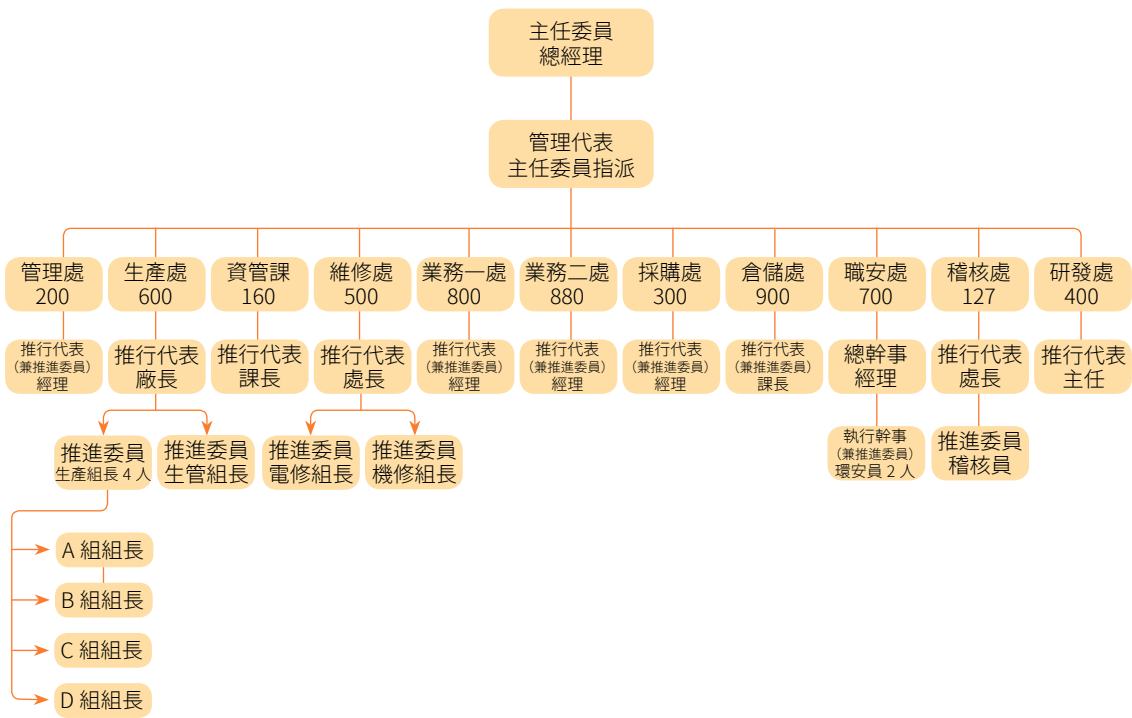 主任委員
總經理
管理代表
主任委員指派
管理處
200
生產處
600
資管課
160
維修處
500
業務一處
800
業務二處
880
採購處
300
倉儲處
900
職安處
700
稽核處
127
研發處
400
推行代表
（兼推進委員）
經理
推行代表
廠長
推行代表
課長
推行代表
處長
推行代表
（兼推進委員）
經理
推行代表
（兼推進委員）
經理
推行代表
（兼推進委員）
經理
推行代表
（兼推進委員）
課長
總幹事
經理
推行代表
處長
推行代表
主任
推進委員
生產組長 4 人
推進委員
生管組長
推進委員
電修組長
推進委員
機修組長
執行幹事
（兼推進委員）
環安員 2 人
推進委員
稽核員
A 組組長
B 組組長
C 組組長
D 組組長